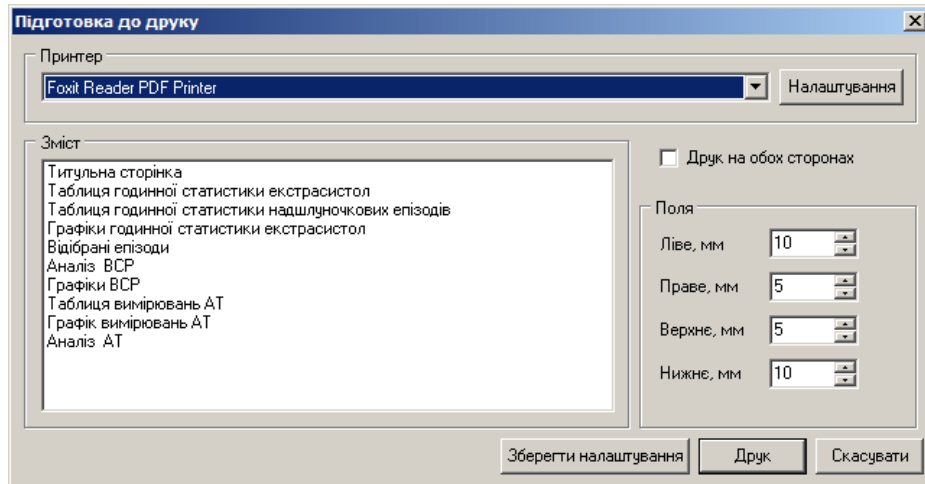 Підготовка до друку
Принтер
Foxit Reader PDF Printer
Налаштування
Зміст
Титульна сторінка
Таблиця годинної статистики екстрасистол
Таблиця годинної статистики надшлуночкових епізодів
Графіки годинної статистики екстрасистол
Відібрані епізоди
Аналіз ВСР
Графіки ВСР
Таблиця вимірювань АТ
Графік вимірювань АТ
Аналіз АТ
Друк на обох сторонах
Поля
Ліве, мм 10
Праве, мм 5
Верхнє, мм 5
Нижнє, мм 10
Зберегти налаштування Друк Скасувати